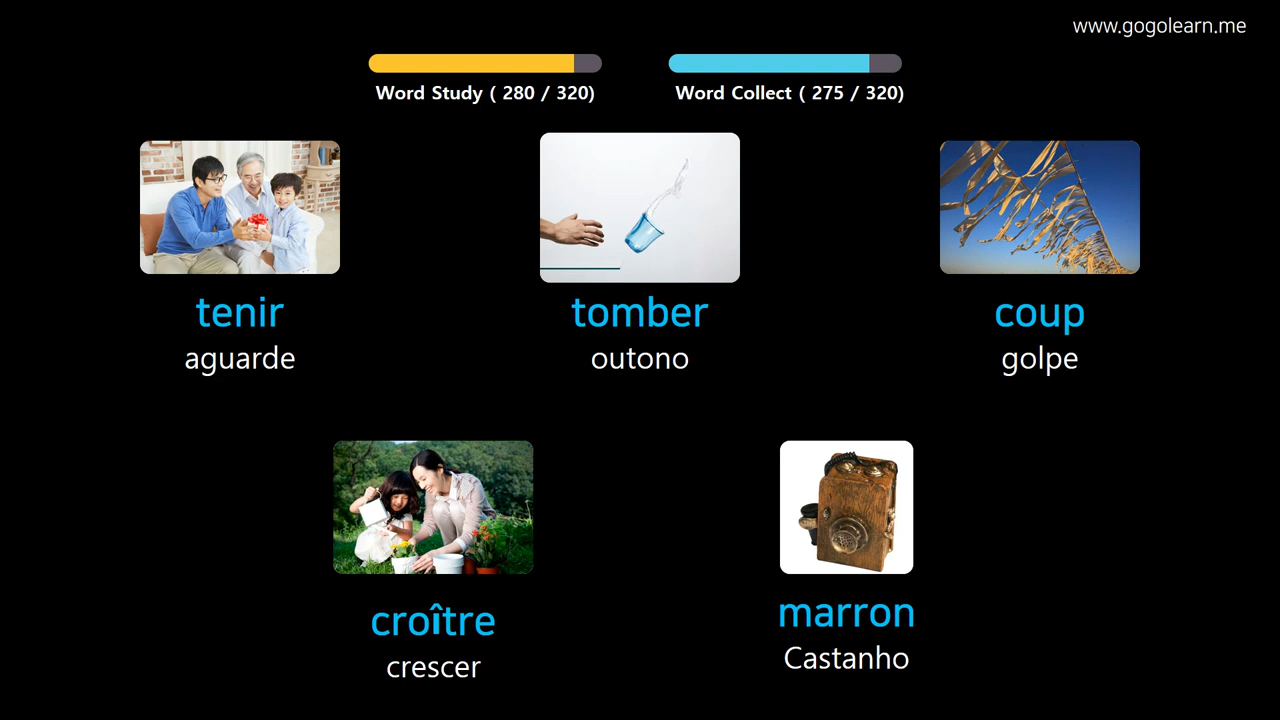 www.gogolearn.me
Word Study ( 280 / 320)
Word Collect ( 275 / 320)
tenir
aguarde
tomber
outono
coup
golpe
croître
crescer
marron
Castanho